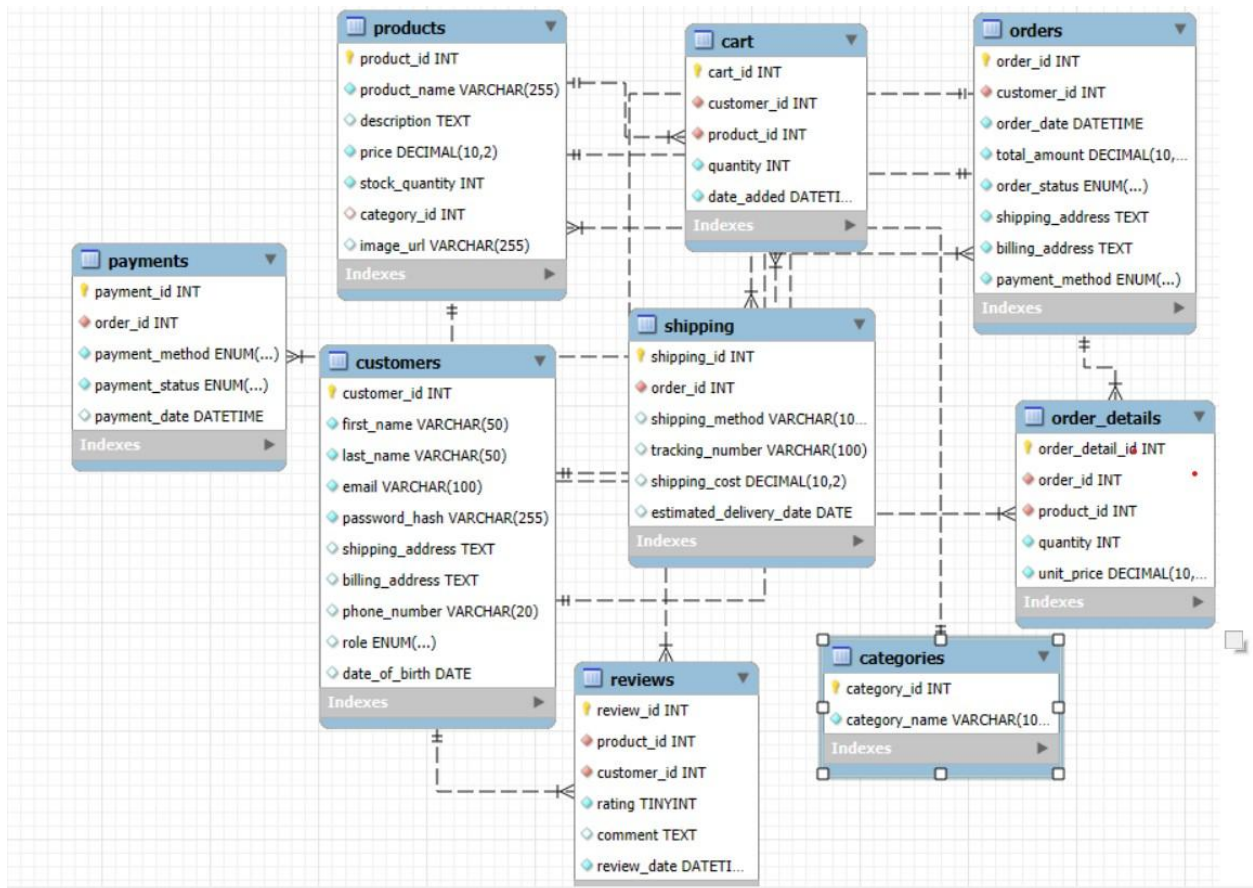 products
product_id INT
product_name VARCHAR(255)
description TEXT
price DECIMAL(10,2)
stock_quantity INT
category_id INT
image_url VARCHAR(255)
Indexes
cart
cart_id INT
customer_id INT
product_id INT
quantity INT
date_added DATETI...
Indexes
orders
order_id INT
customer_id INT
order_date DATETIME
total_amount DECIMAL(10,...
order_status ENUM(...)
shipping_address TEXT
billing_address TEXT
payment_method ENUM(...)
Indexes
payments
payment_id INT
order_id INT
payment_method ENUM(...)
payment_status ENUM(...)
payment_date DATETIME
Indexes
customers
customer_id INT
first_name VARCHAR(50)
last_name VARCHAR(50)
email VARCHAR(100)
password_hash VARCHAR(255)
shipping_address TEXT
billing_address TEXT
phone_number VARCHAR(20)
role ENUM(...)
date_of_birth DATE
Indexes
shipping
shipping_id INT
order_id INT
shipping_method VARCHAR(10...
tracking_number VARCHAR(100)
shipping_cost DECIMAL(10,2)
estimated_delivery_date DATE
Indexes
order_details
order_detail_id INT
order_id INT
product_id INT
quantity INT
unit_price DECIMAL(10,...
Indexes
reviews
review_id INT
product_id INT
customer_id INT
rating TINYINT
comment TEXT
review_date DATETI...
categories
category_id INT
category_name VARCHAR(10...
Indexes